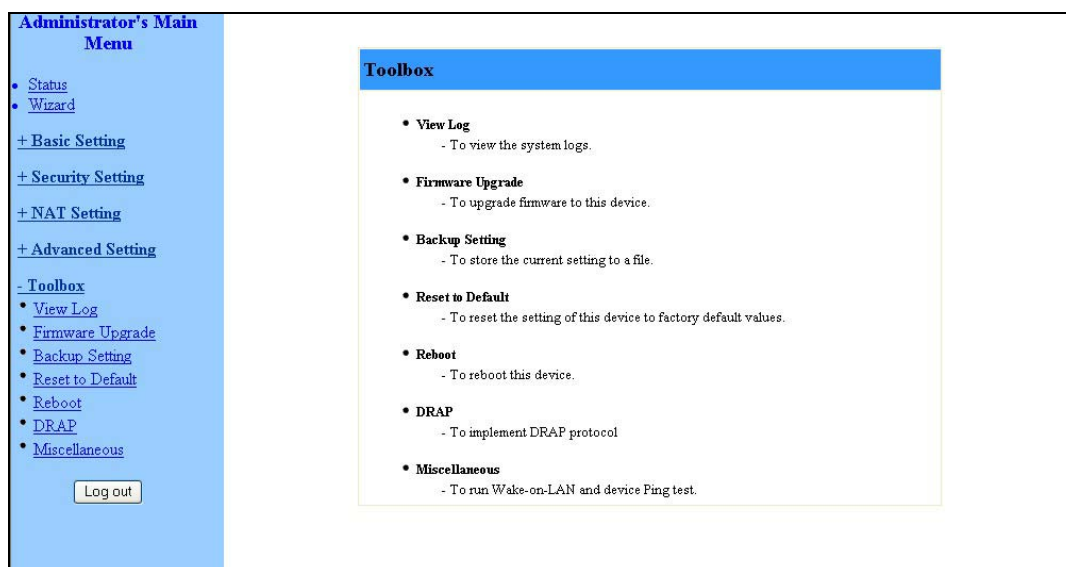 Administrator's Main
Menu
• Status
• Wizard
+ Basic Setting
+ Security Setting
+ NAT Setting
+ Advanced Setting
- Toolbox
• View Log
• Firmware Upgrade
• Backup Setting
• Reset to Default
• Reboot
• DRAP
• Miscellaneous
Log out
Toolbox
• View Log
- To view the system logs.
• Firmware Upgrade
- To upgrade firmware to this device.
• Backup Setting
- To store the current setting to a file.
• Reset to Default
- To reset the setting of this device to factory default values.
• Reboot
- To reboot this device.
• DRAP
- To implement DRAP protocol
• Miscellaneous
- To run Wake-on-LAN and device Ping test.